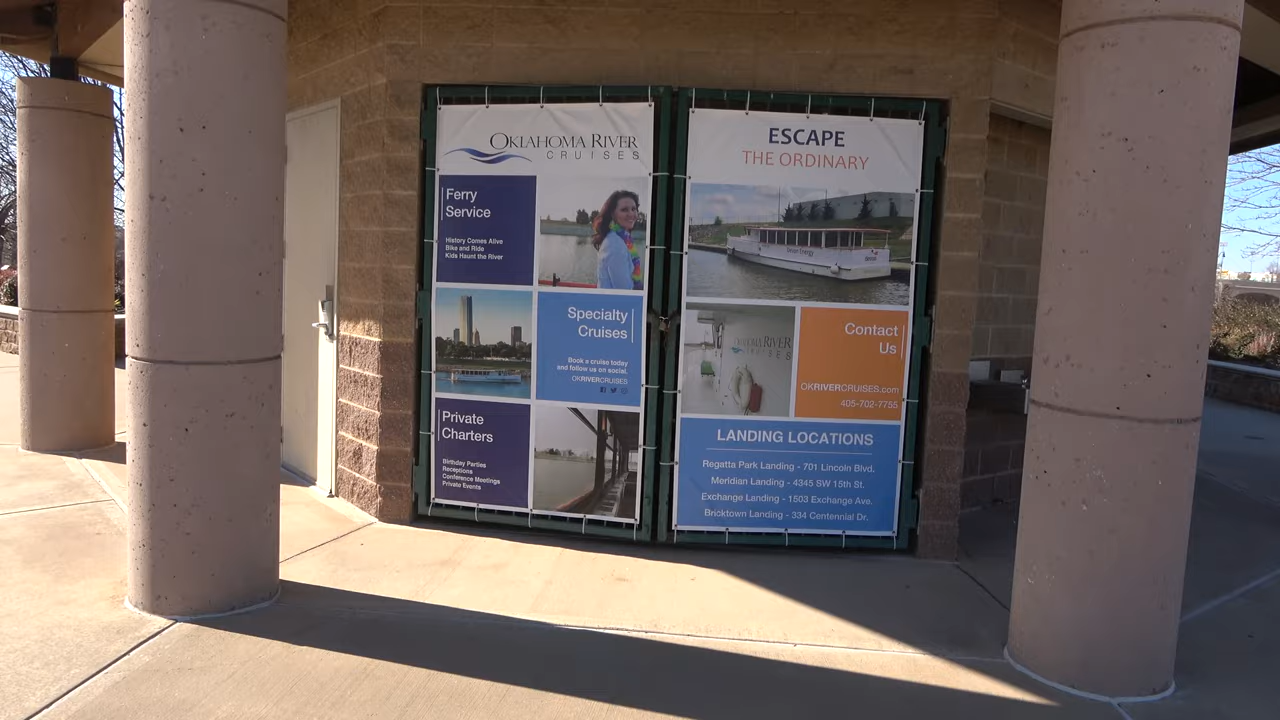 OKLAHOMA RIVER
CRUISES
Ferry
Service
History Comes Alive
Bike and Ride
Kids Haunt the River
Specialty
Cruises
Book a cruise today
and follow us on social.
OKRIVERCRUISES
Private
Charters
Birthday Parties
Receptions
Conference Meetings
Private Events
ESCAPE
THE ORDINARY
OKLAHOMA RIVER
CRUISES
Contact
Us
OKRIVERCRUISES.com
405-702-7755
LANDING LOCATIONS
Regatta Park Landing - 701 Lincoln Blvd.
Meridian Landing - 4345 SW 15th St.
Exchange Landing - 1503 Exchange Ave.
Bricktown Landing - 334 Centennial Dr.